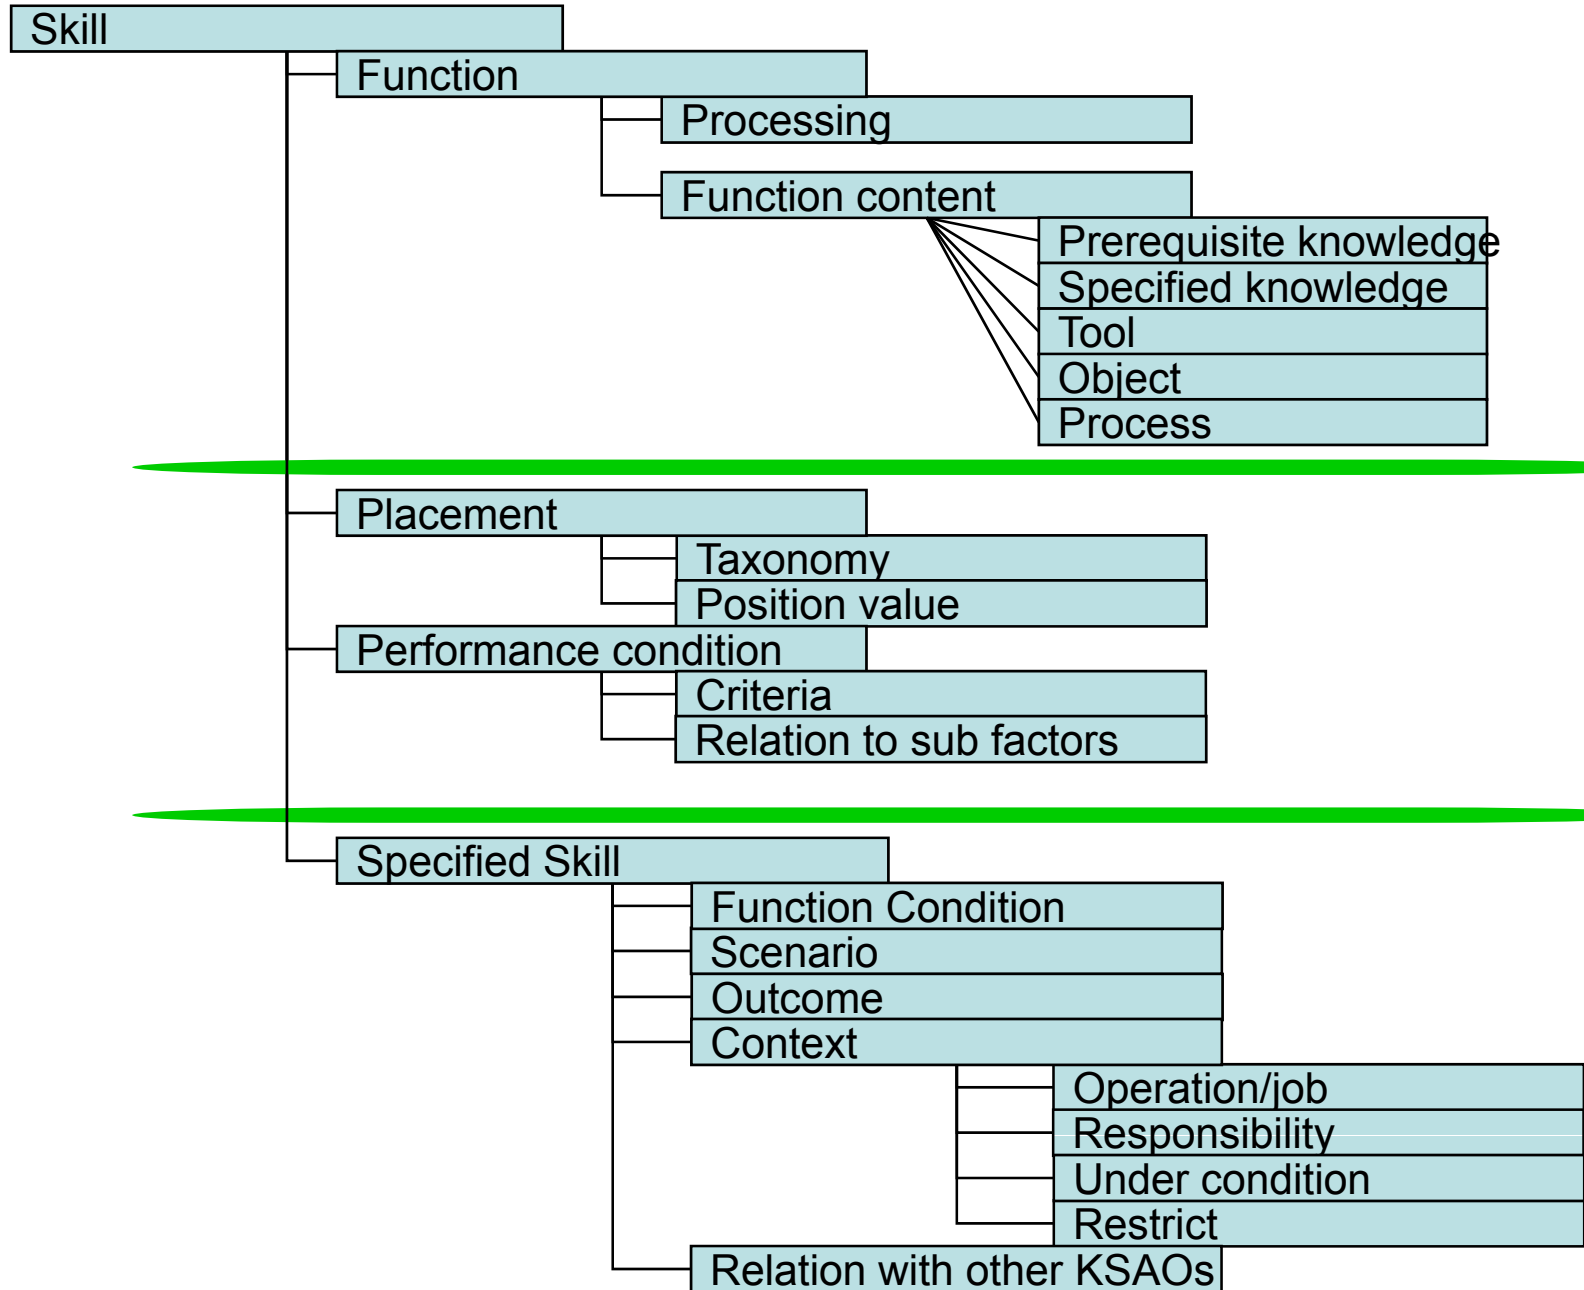 Skill
Function
Processing
Function content
Prerequisite knowledge
Specified knowledge
Tool
Object
Process
Placement
Taxonomy
Position value
Performance condition
Criteria
Relation to sub factors
Specified Skill
Function Condition
Scenario
Outcome
Context
Operation/job
Responsibility
Under condition
Restrict
Relation with other KSAOs